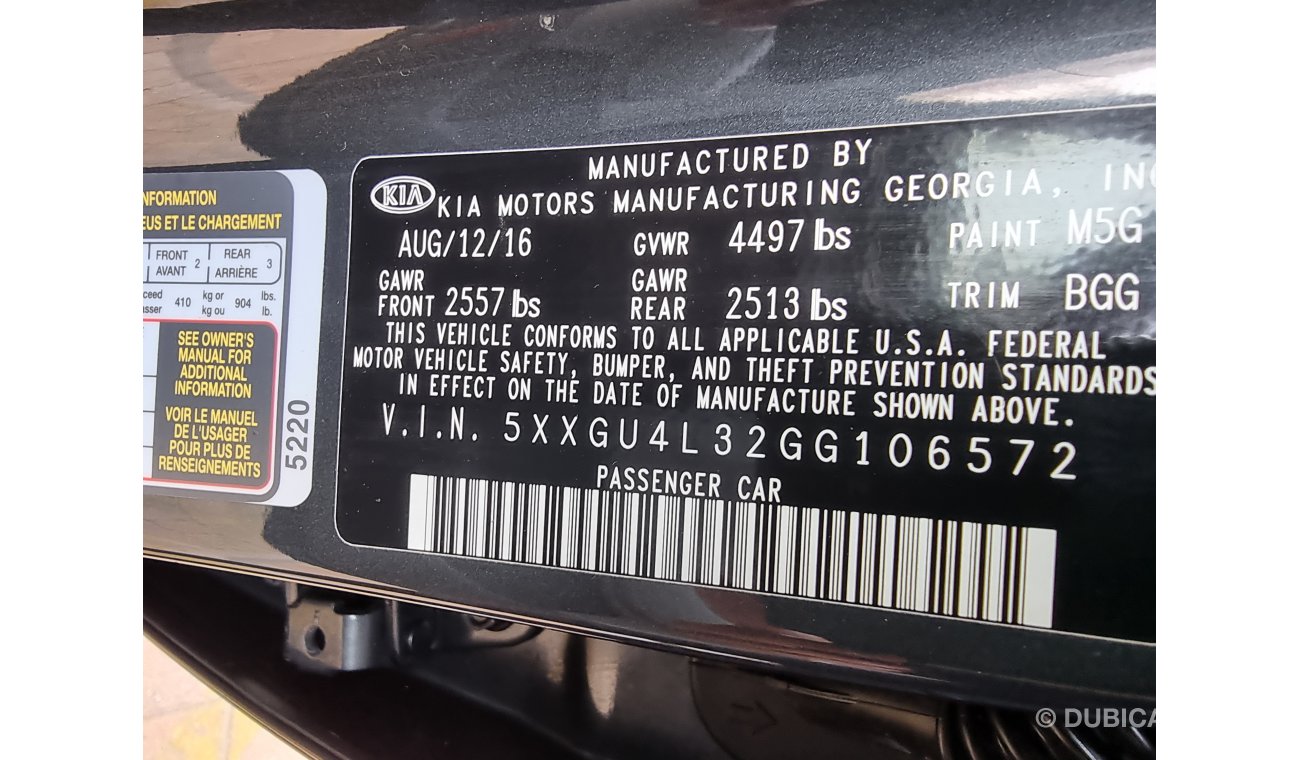 NFORMATION
EUS ET LE CHARGEMENT
FRONT AVANT 2 REAR ARRIÈRE 3
410 kg or kg ou 904 lbs. lb.
SEE OWNER'S
MANUAL FOR
ADDITIONAL
INFORMATION
VOIR LE MANUEL
DE L'USAGER
POUR PLUS DE
RENSEIGNEMENTS
5220
MANUFACTURED BY
KIA
KIA MOTORS MANUFACTURING GEORGIA, INC
AUG/12/16 GVWR 4497 lbs PAINT M5G
GAWR FRONT 2557 lbs GAWR REAR 2513 lbs TRIM BGG
THIS VEHICLE CONFORMS TO ALL APPLICABLE U.S.A. FEDERAL
MOTOR VEHICLE SAFETY, BUMPER, AND THEFT PREVENTION STANDARDS
IN EFFECT ON THE DATE OF MANUFACTURE SHOWN ABOVE.
V.I.N. 5XXGU4L32GG106572
PASSENGER CAR
© DUBICA